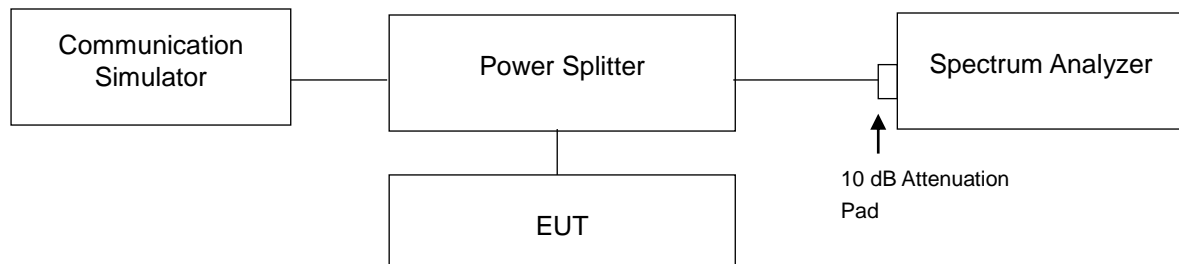 Communication
Simulator
Power Splitter
Spectrum Analyzer
10 dB Attenuation
Pad
EUT